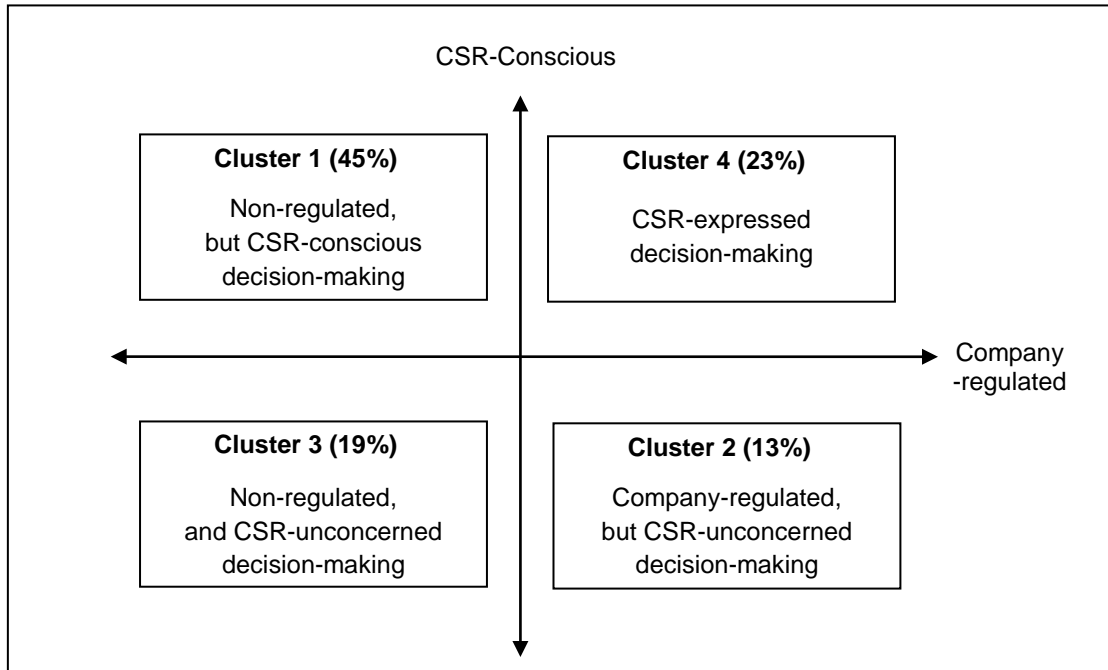 CSR-Conscious
Cluster 1 (45%)
Non-regulated,
but CSR-conscious
decision-making
Cluster 4 (23%)
CSR-expressed
decision-making
Company
-regulated
Cluster 3 (19%)
Non-regulated,
and CSR-unconcerned
decision-making
Cluster 2 (13%)
Company-regulated,
but CSR-unconcerned
decision-making